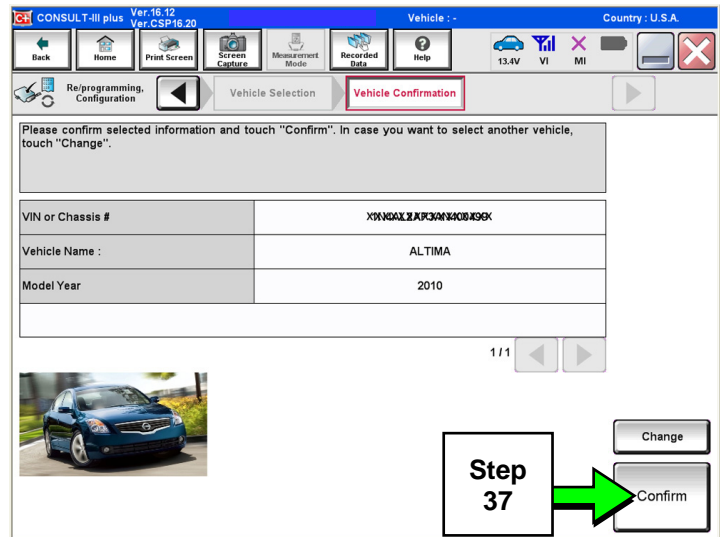 CONSULT-III plus Ver.16.12
Ver.CSP16.20
Vehicle : -
Country : U.S.A.
Back
Home
Print Screen
Screen
Capture
Measurement
Mode
Recorded
Data
Help
13.4V
VI
MI
Re/programming,
Configuration
Vehicle Selection
Vehicle Confirmation
Please confirm selected information and touch "Confirm". In case you want to select another vehicle,
touch "Change".
VIN or Chassis #
Vehicle Name :
ALTIMA
Model Year
2010
1/1
Change
Step
37
Confirm